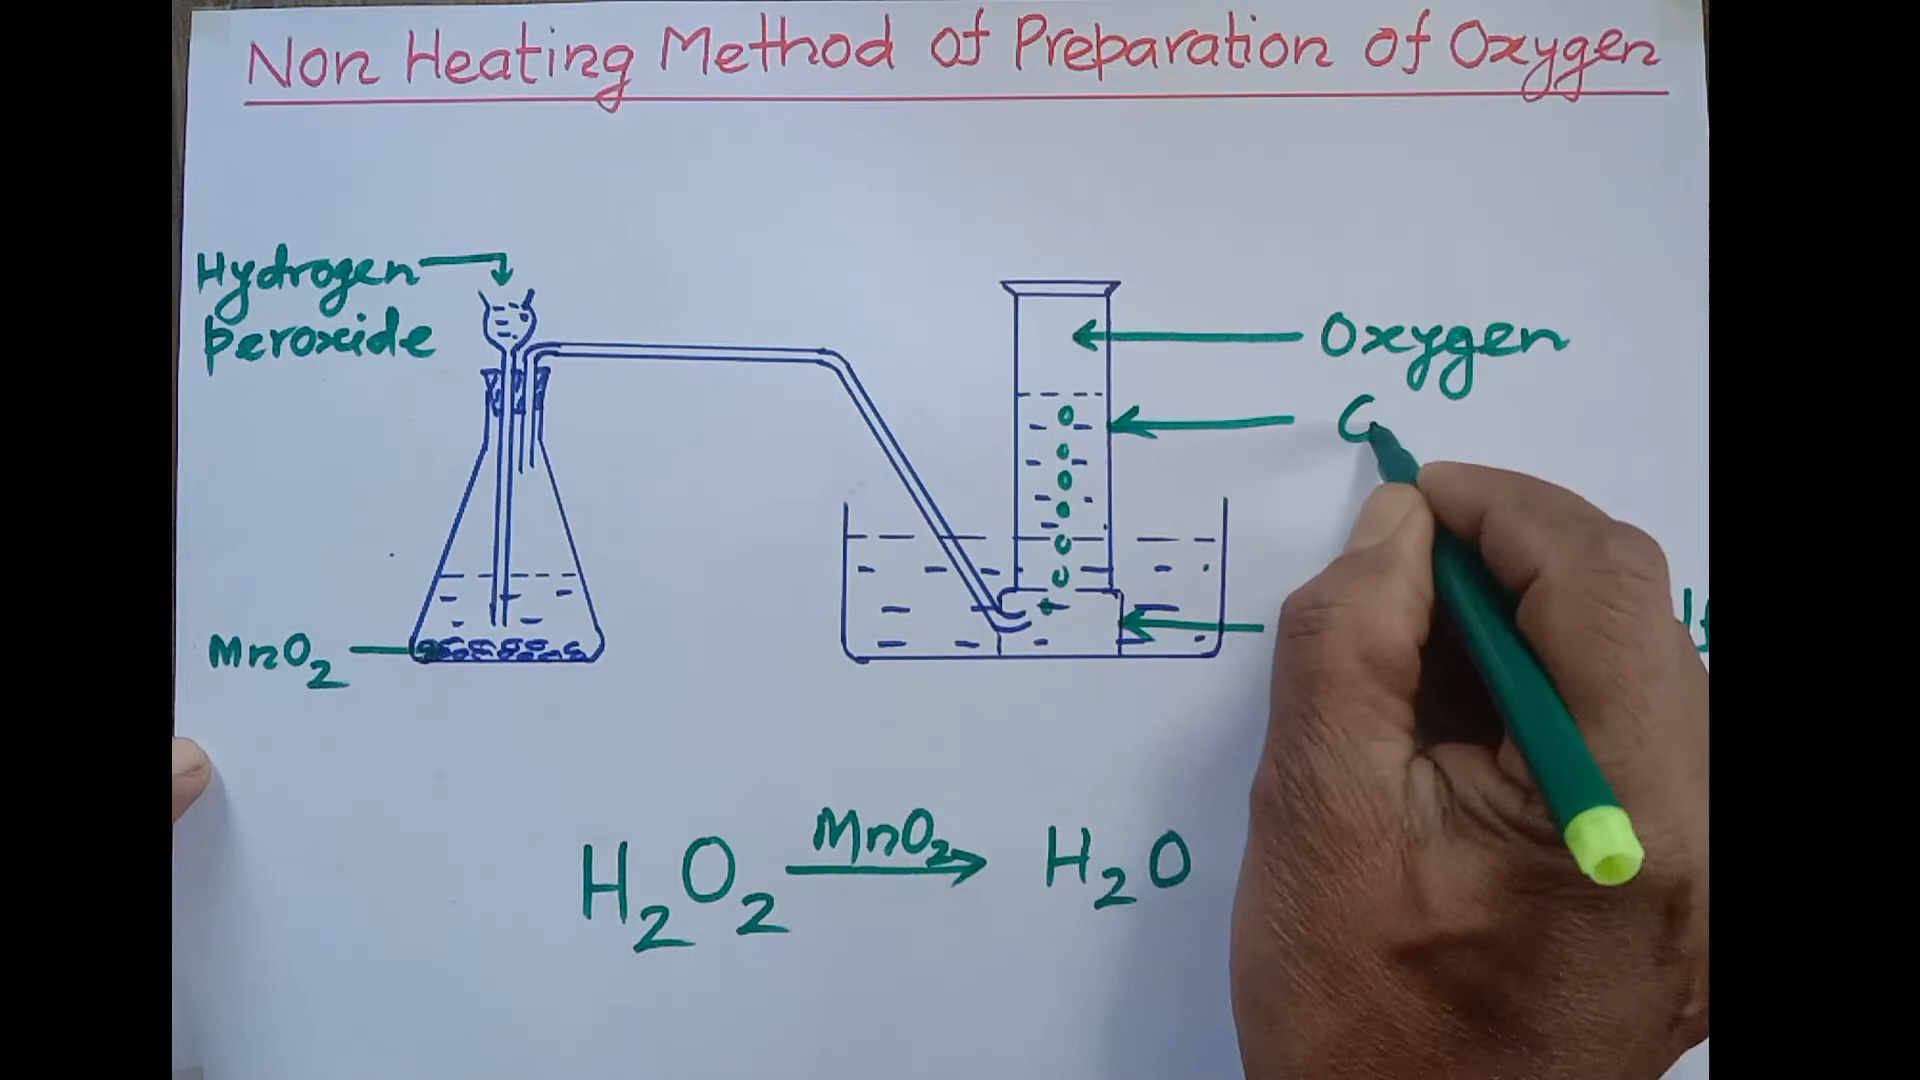 Non Heating Method of Preparation of Oxygen
Hydrogen
peroxide
Oxygen
C
MnO2
H2O2 MnO2 → H2O